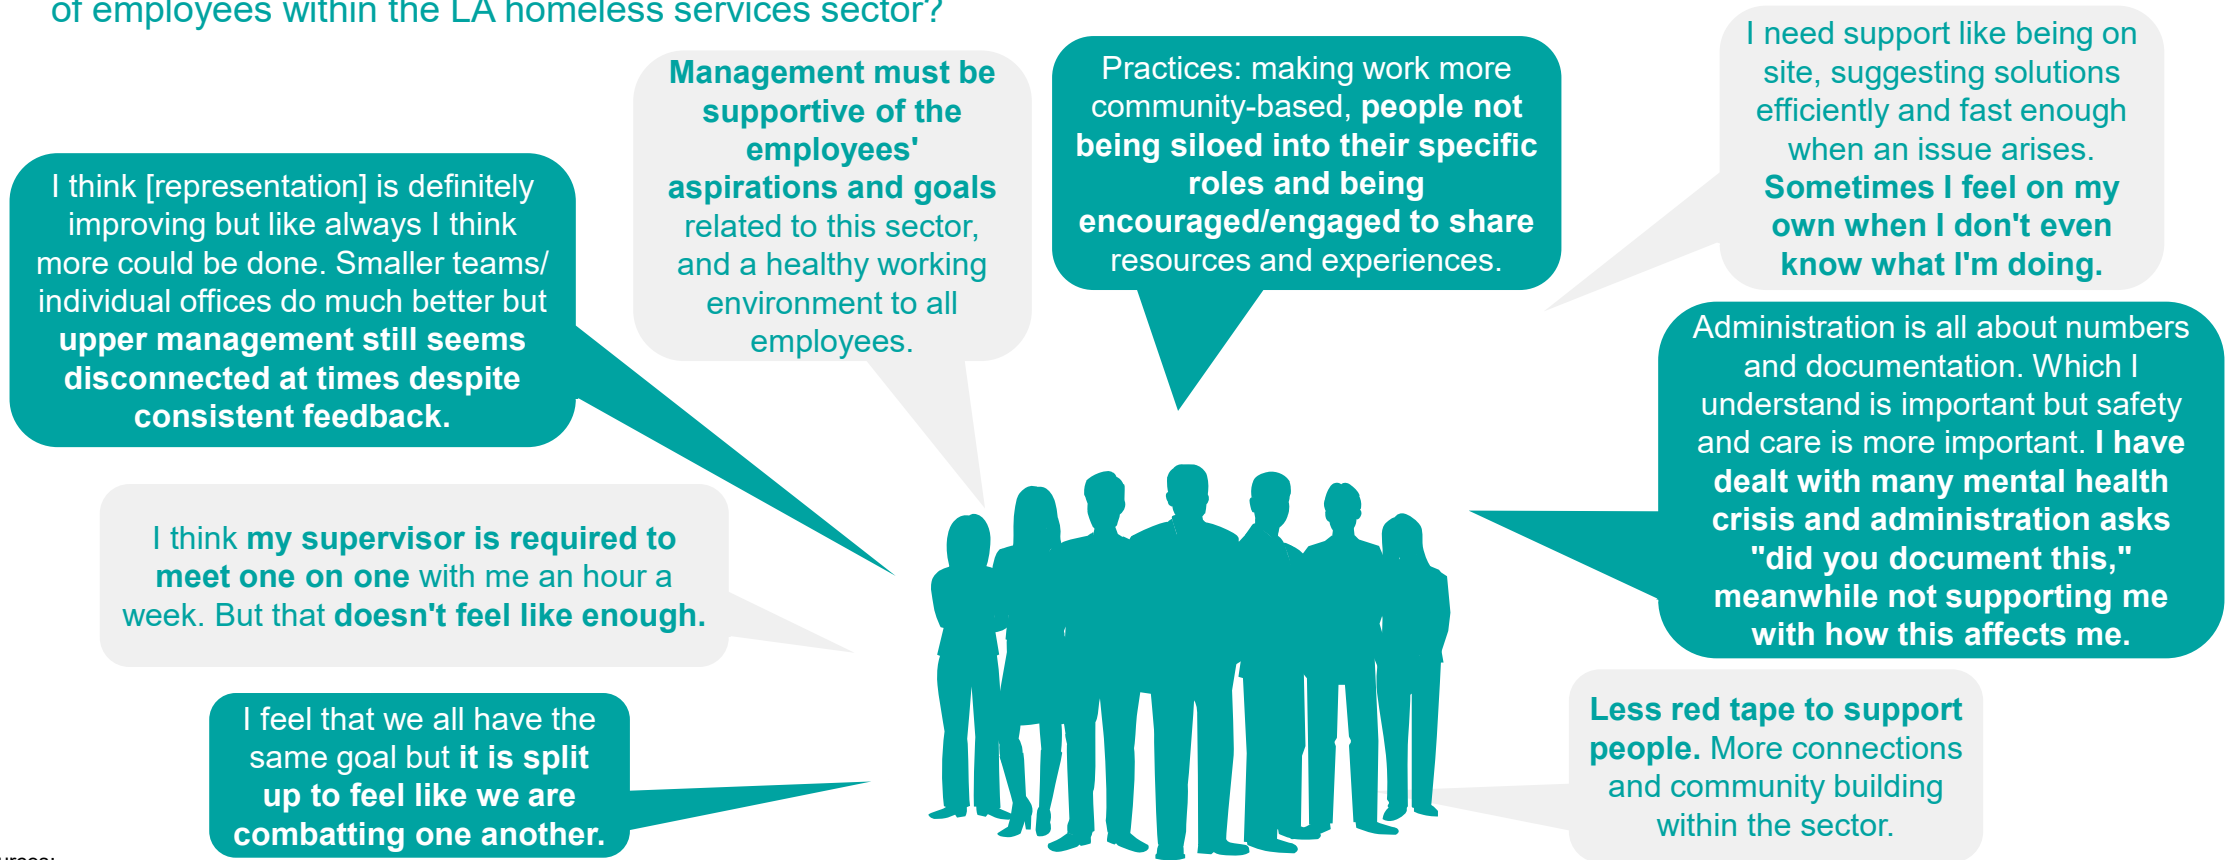 of employees within the LA homeless services sector?
I think [representation] is definitely
improving but like always I think
more could be done. Smaller teams/
individual offices do much better but
upper management still seems
disconnected at times despite
consistent feedback.
Management must be
supportive of the
employees'
aspirations and goals
related to this sector,
and a healthy working
environment to all
employees.
Practices: making work more
community-based, people not
being siloed into their specific
roles and being
encouraged/engaged to share
resources and experiences.
I need support like being on
site, suggesting solutions
efficiently and fast enough
when an issue arises.
Sometimes I feel on my
own when I don't even
know what I'm doing.
Administration is all about numbers
and documentation. Which I
understand is important but safety
and care is more important. I have
dealt with many mental health
crisis and administration asks
"did you document this,"
meanwhile not supporting me
with how this affects me.
I think my supervisor is required to
meet one on one with me an hour a
week. But that doesn't feel like enough.
I feel that we all have the
same goal but it is split
up to feel like we are
combatting one another.
Less red tape to support
people. More connections
and community building
within the sector.